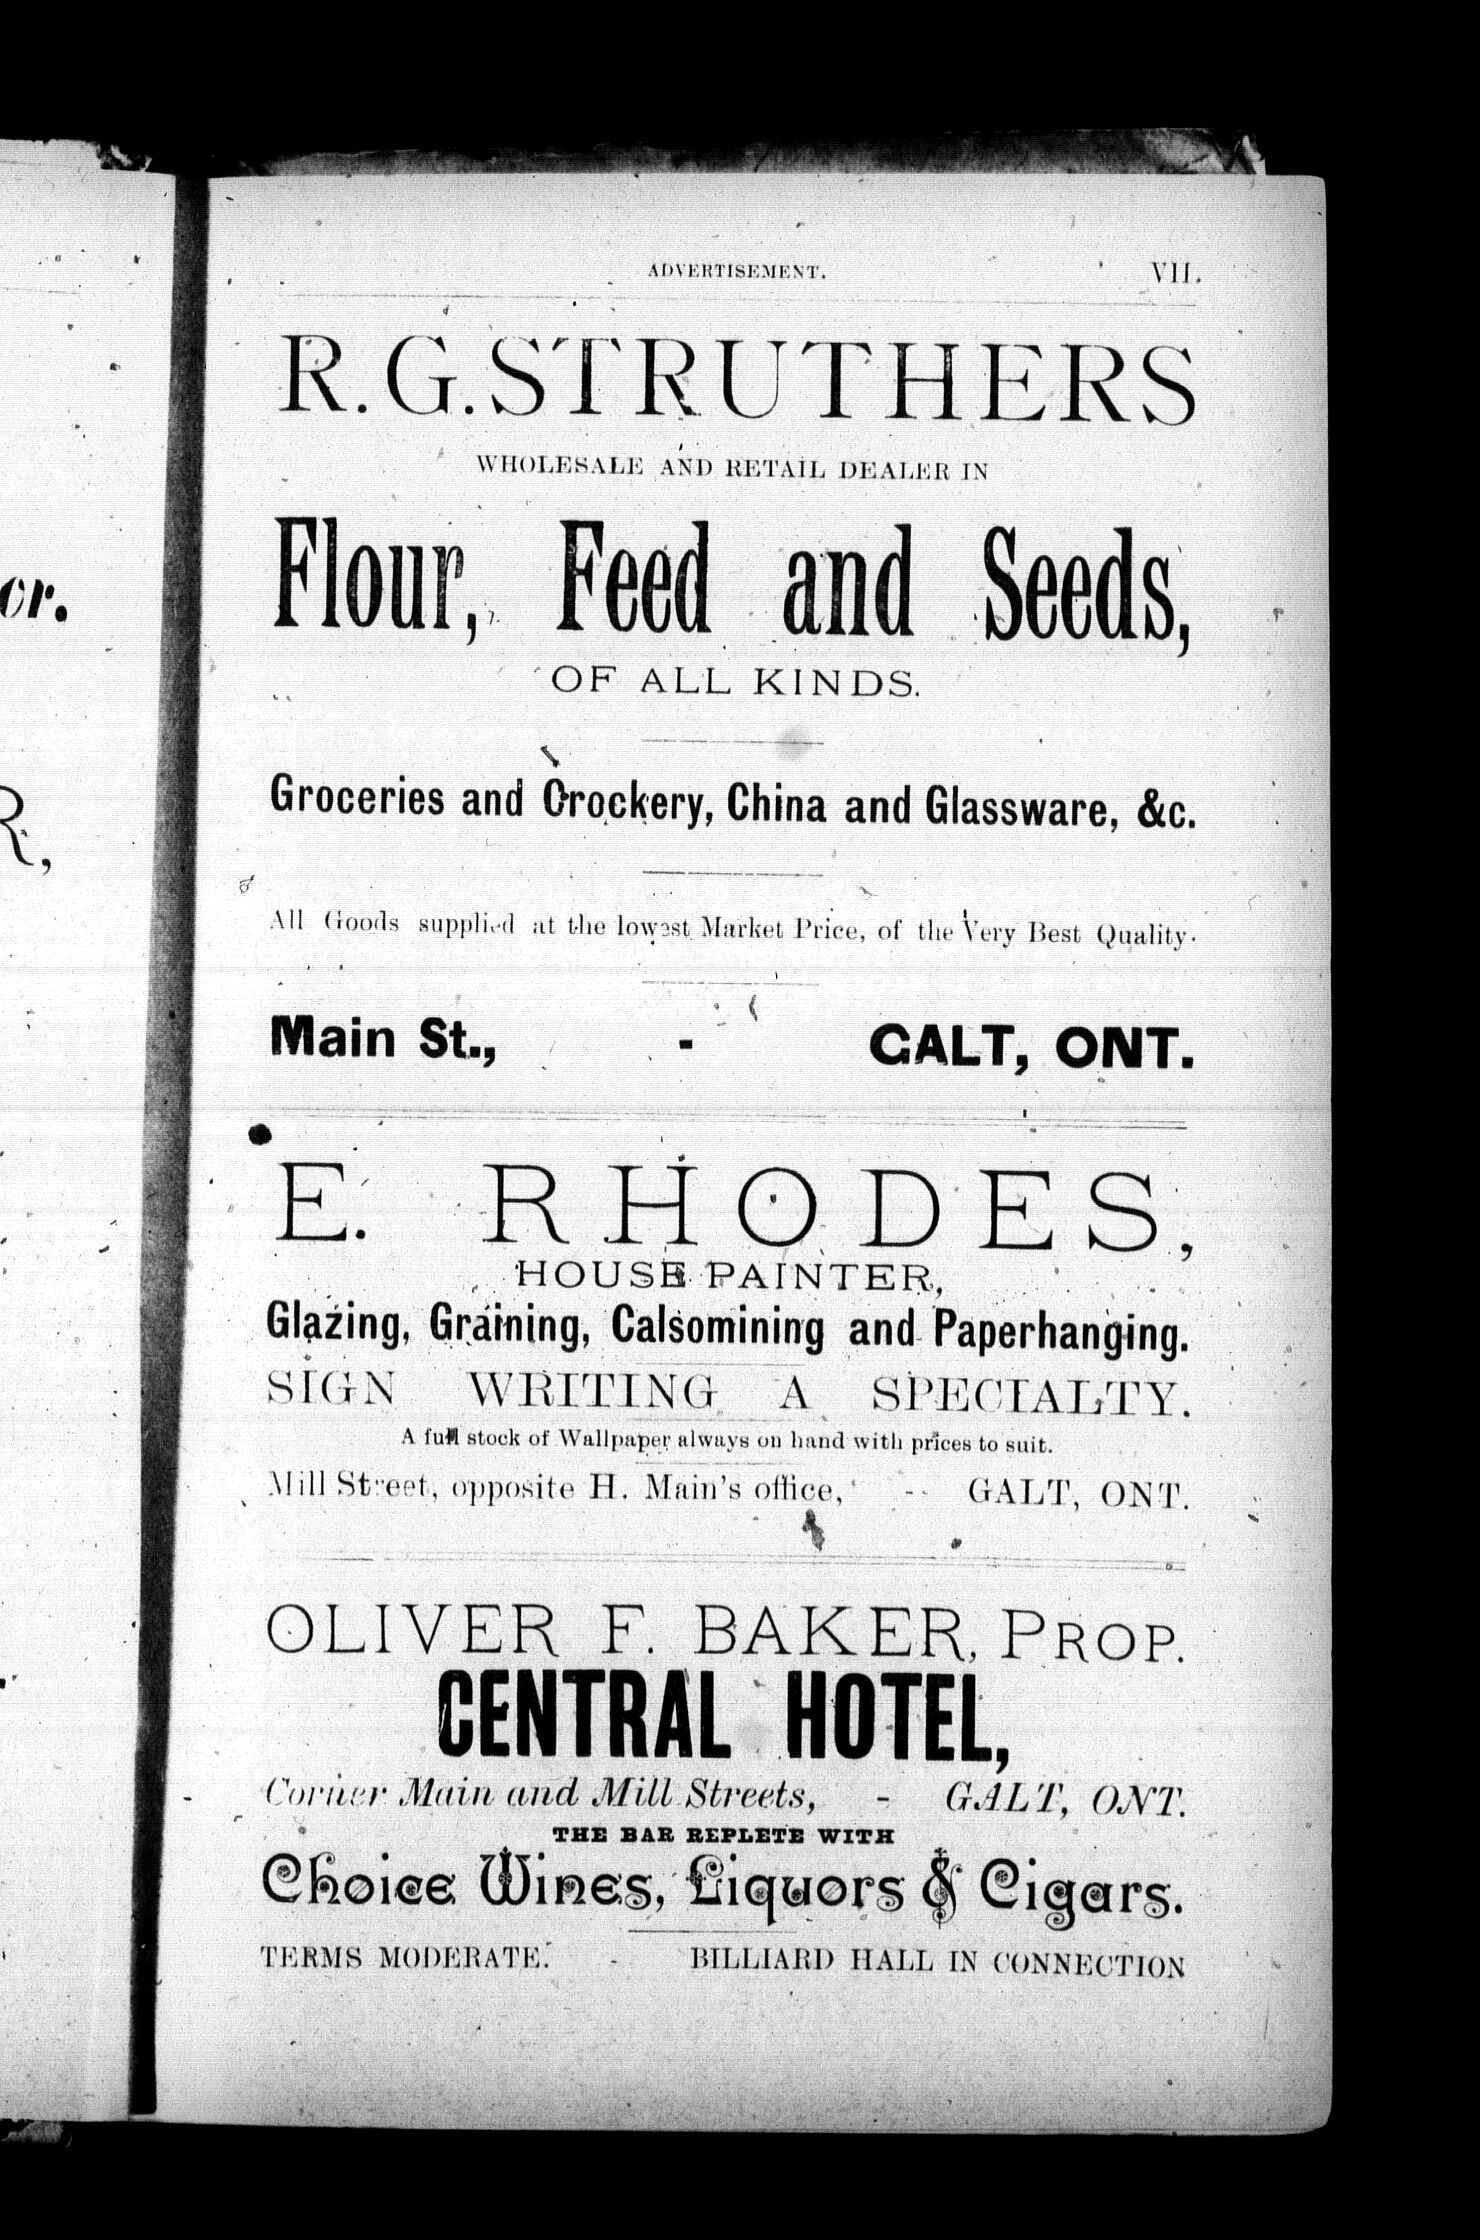 ADVERTISEMENT. VII.
R. G. STRUTHERS
WHOLESALE AND RETAIL DEALER IN
Flour, Feed and Seeds,
OF ALL KINDS.
Groceries and Crockery, China and Glassware, &c.
All Goods supplied at the lowest Market Price, of the Very Best Quality.
Main St., - GALT, ONT.
E. RHODES,
HOUSE PAINTER,
Glazing, Graining, Calsomining and Paperhanging.
SIGN WRITING A SPECIALTY.
A full stock of Wallpaper always on hand with prices to suit.
Mill Street, opposite H. Main's office, -- GALT, ONT.
OLIVER F. BAKER, PROP.
CENTRAL HOTEL,
Corner Main and Mill Streets, - GALT, ONT.
THE BAR REPLETE WITH
Choice Wines, Liquors & Cigars.
TERMS MODERATE. - BILLIARD HALL IN CONNECTION